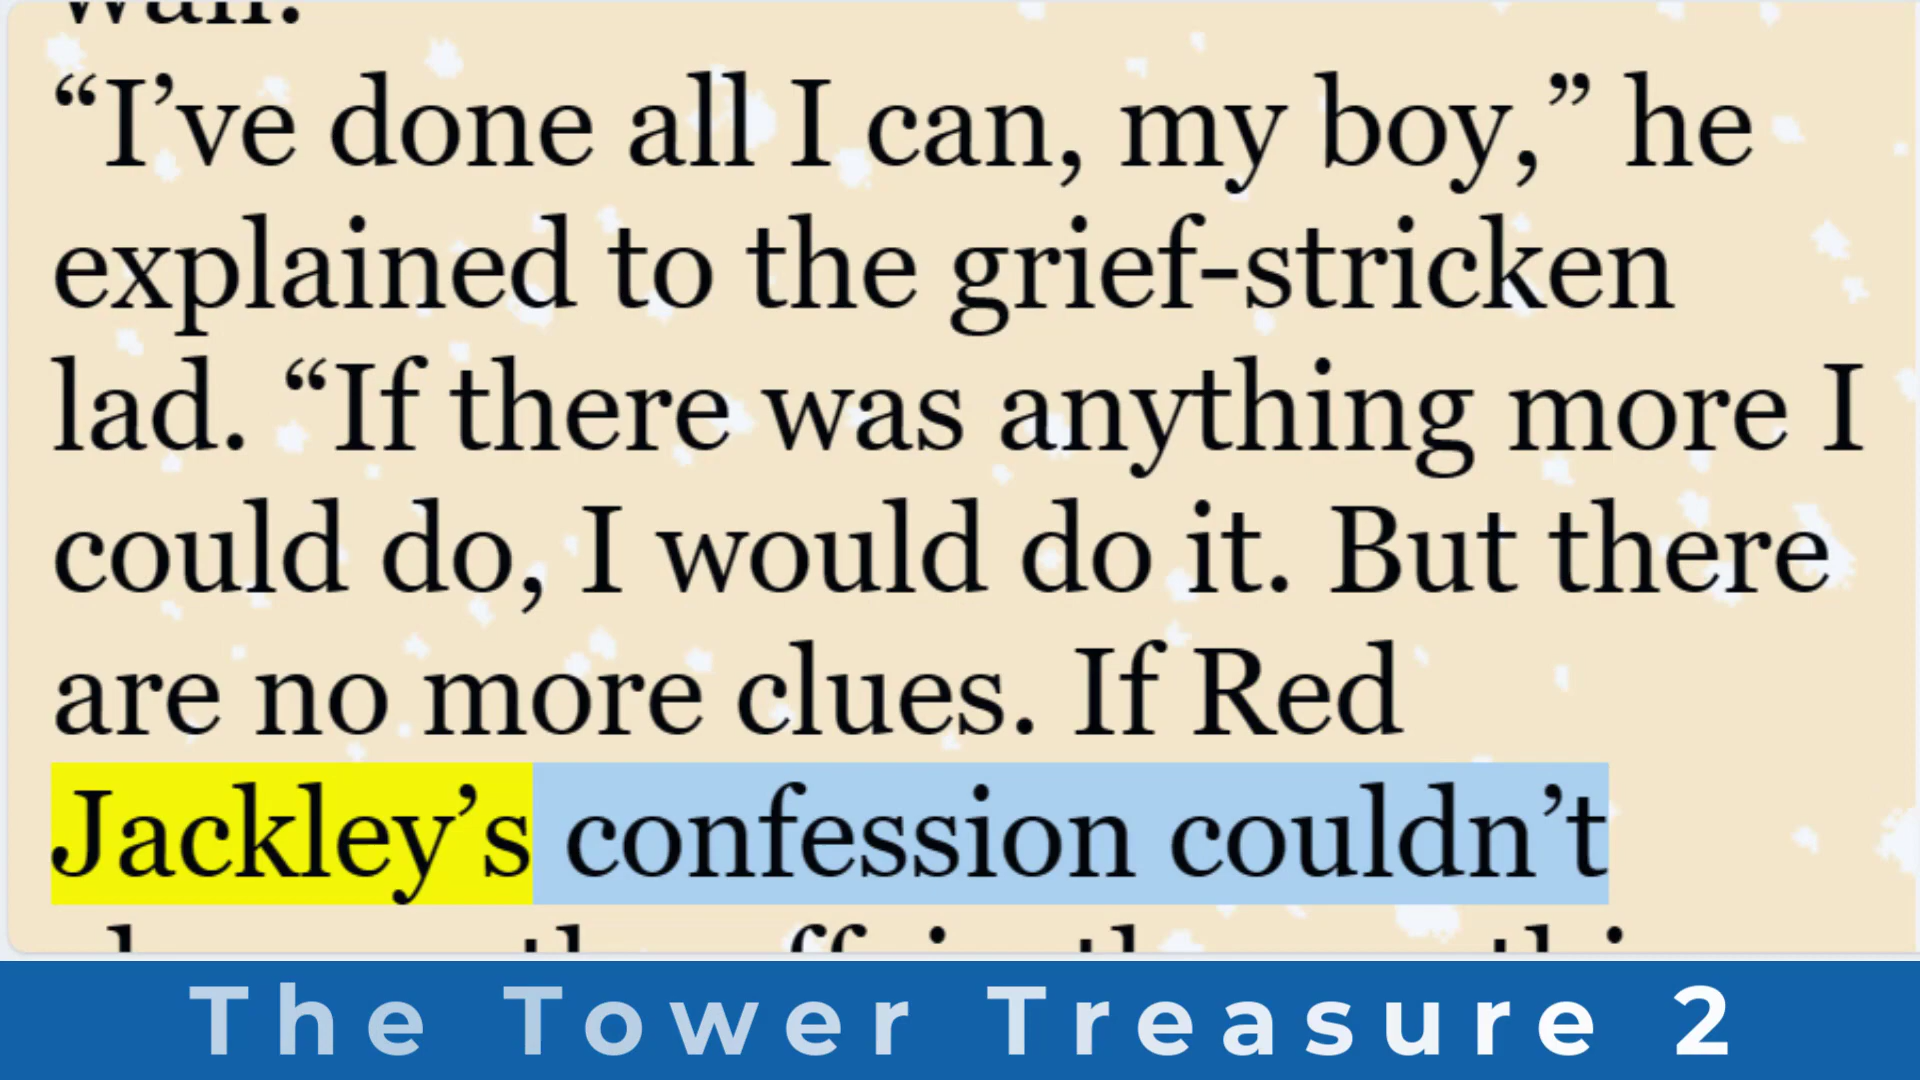 “I’ve done all I can, my boy,” he
explained to the grief-stricken
lad. “If there was anything more I
could do, I would do it. But there
are no more clues. If Red
Jackley’s confession couldn’t
The Tower Treasure 2